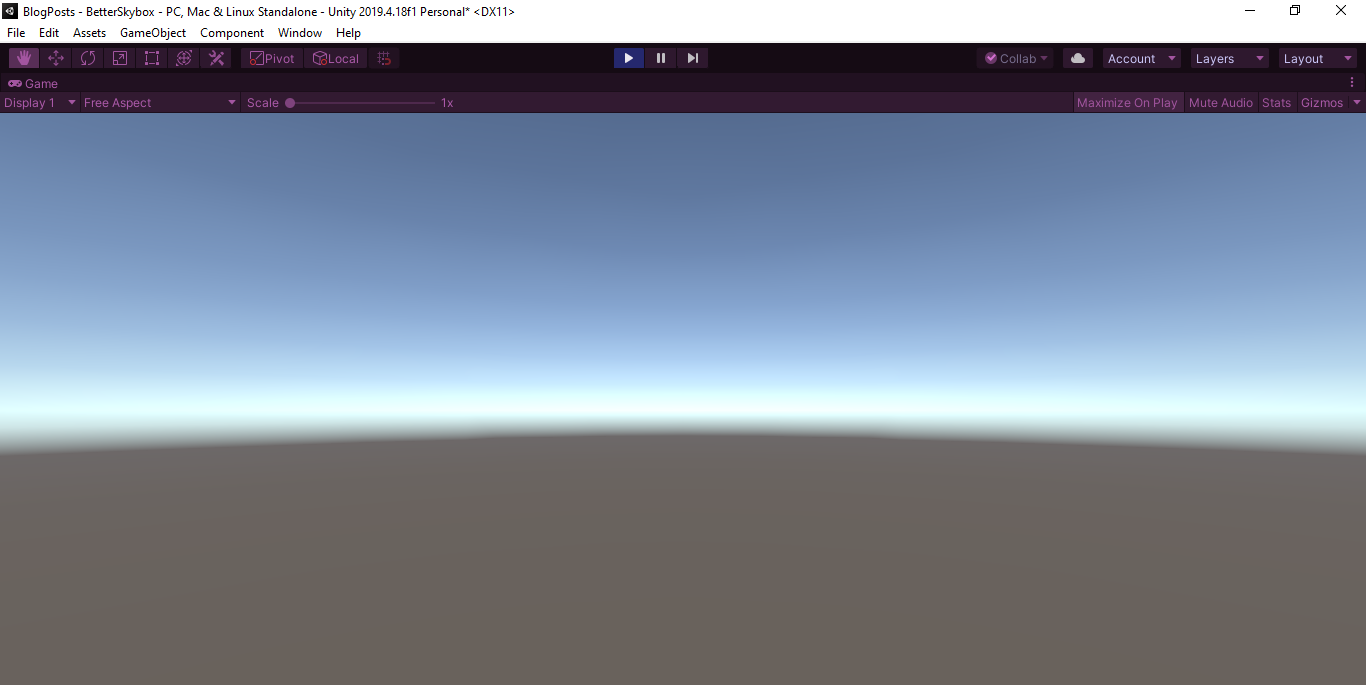 BlogPosts - BetterSkybox - PC, Mac & Linux Standalone - Unity 2019.4.18f1 Personal* <DX11>
File Edit Assets GameObject Component Window Help
Pivot Local Collab Account Layers Layout
Game
Display 1 Free Aspect Scale 1x Maximize On Play Mute Audio Stats Gizmos